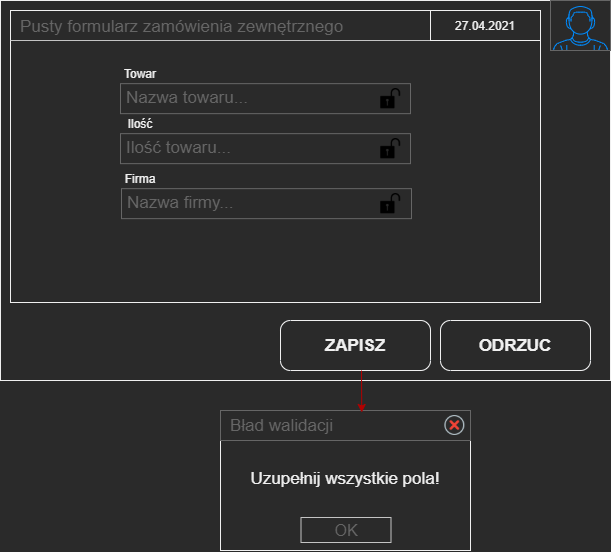 Pusty formularz zamówienia zewnętrznego
27.04.2021
Towar
Nazwa towaru...
Ilość
Ilość towaru...
Firma
Nazwa firmy...
ZAPISZ
ODRZUC
Bład walidacji
Uzupełnij wszystkie pola!
OK